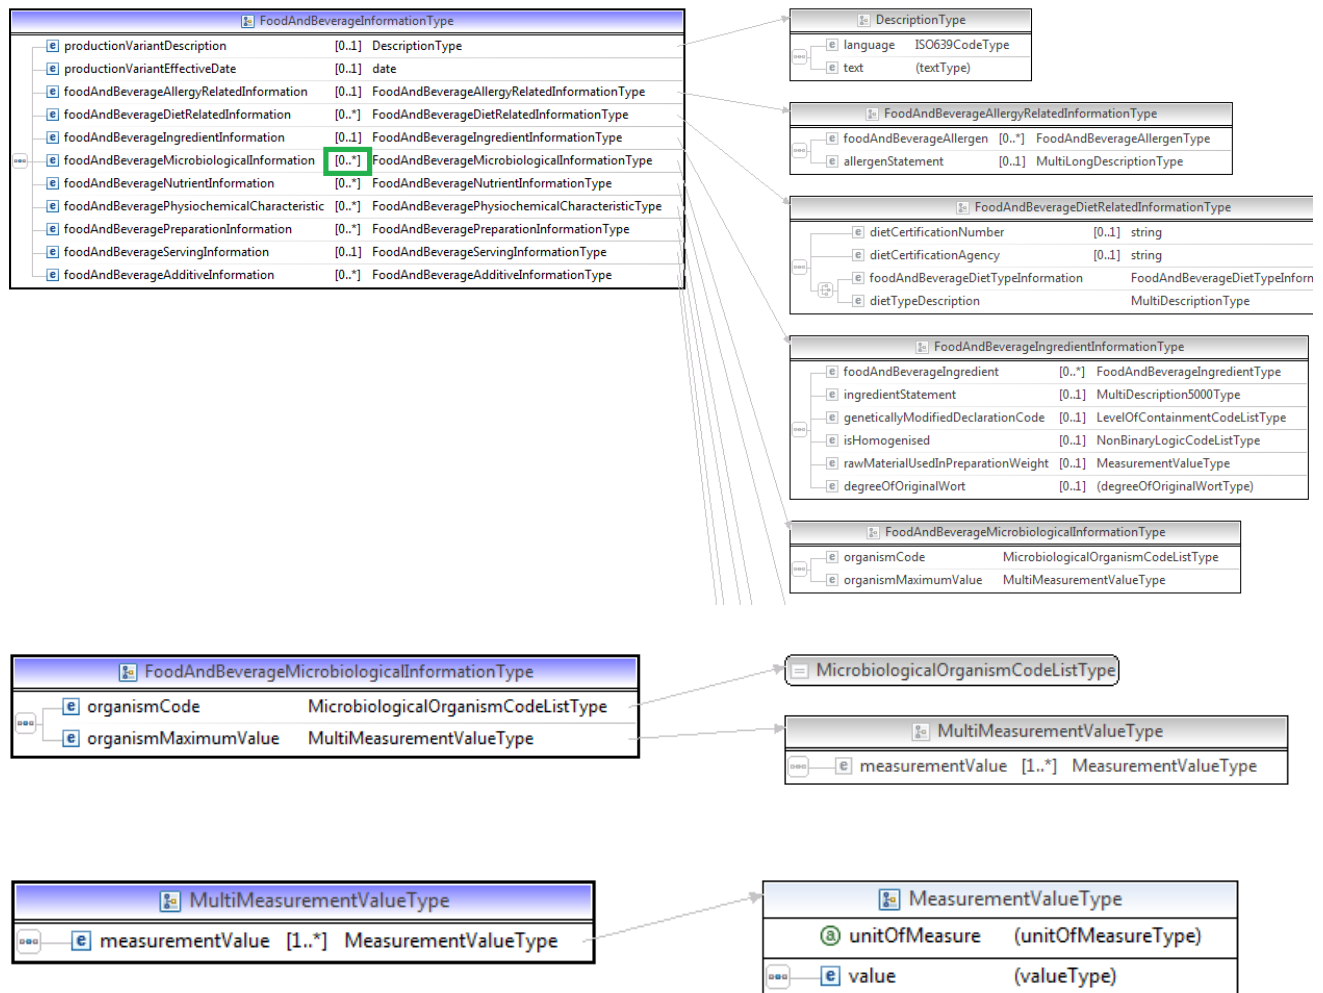 FoodAndBeverageInformationType
productionVariantDescription [0..1] DescriptionType
productionVariantEffectiveDate [0..1] date
foodAndBeverageAllergyRelatedInformation [0..1] FoodAndBeverageAllergyRelatedInformationType
foodAndBeverageDietRelatedInformation [0..*] FoodAndBeverageDietRelatedInformationType
foodAndBeverageIngredientInformation [0..1] FoodAndBeverageIngredientInformationType
foodAndBeverageMicrobiologicalInformation [0..*] FoodAndBeverageMicrobiologicalInformationType
foodAndBeverageNutrientInformation [0..*] FoodAndBeverageNutrientInformationType
foodAndBeveragePhysiochemicalCharacteristic [0..*] FoodAndBeveragePhysiochemicalCharacteristicType
foodAndBeveragePreparationInformation [0..*] FoodAndBeveragePreparationInformationType
foodAndBeverageServingInformation [0..1] FoodAndBeverageServingInformationType
foodAndBeverageAdditiveInformation [0..*] FoodAndBeverageAdditiveInformationType
DescriptionType
e language ISO639CodeType
e text (textType)
FoodAndBeverageAllergyRelatedInformationType
e foodAndBeverageAllergen [0..*] FoodAndBeverageAllergenType
e allergenStatement [0..1] MultiLongDescriptionType
FoodAndBeverageDietRelatedInformationType
e dietCertificationNumber [0..1] string
e dietCertificationAgency [0..1] string
e foodAndBeverageDietTypeInformation FoodAndBeverageDietTypeInforn
e dietTypeDescription MultiDescriptionType
FoodAndBeverageIngredientInformationType
e foodAndBeverageIngredient [0..*] FoodAndBeverageIngredientType
e ingredientStatement [0..1] MultiDescription5000Type
e geneticallyModifiedDeclarationCode [0..1] LevelOfContainmentCodeListType
e isHomogenised [0..1] NonBinaryLogicCodeListType
e rawMaterialUsedInPreparationWeight [0..1] MeasurementValueType
e degreeOfOriginalWort [0..1] (degreeOfOriginalWortType)
FoodAndBeverageMicrobiologicalInformationType
e organismCode MicrobiologicalOrganismCodeListType
e organismMaximumValue MultiMeasurementValueType
FoodAndBeverageMicrobiologicalInformationType
e organismCode MicrobiologicalOrganismCodeListType
e organismMaximumValue MultiMeasurementValueType
MicrobiologicalOrganismCodeListType
MultiMeasurementValueType
e measurementValue [1..*] MeasurementValueType
MultiMeasurementValueType
e measurementValue [1..*] MeasurementValueType
MeasurementValueType
a unitOfMeasure (unitOfMeasureType)
e value (valueType)